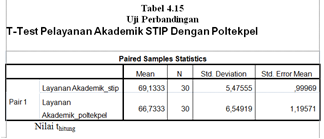 Tabel 4.15
Uji Perbandingan
T-Test Pelayanan Akademik STIP Dengan Poltekpel
Paired Samples Statistics
Mean N Std. Deviation Std. Error Mean
Pair 1 Layanan Akademik_stip 69,1333 30 5,47555 ,99969
Layanan Akademik_poltekpel 66,7333 30 6,54919 1,19571
Nilai thitung